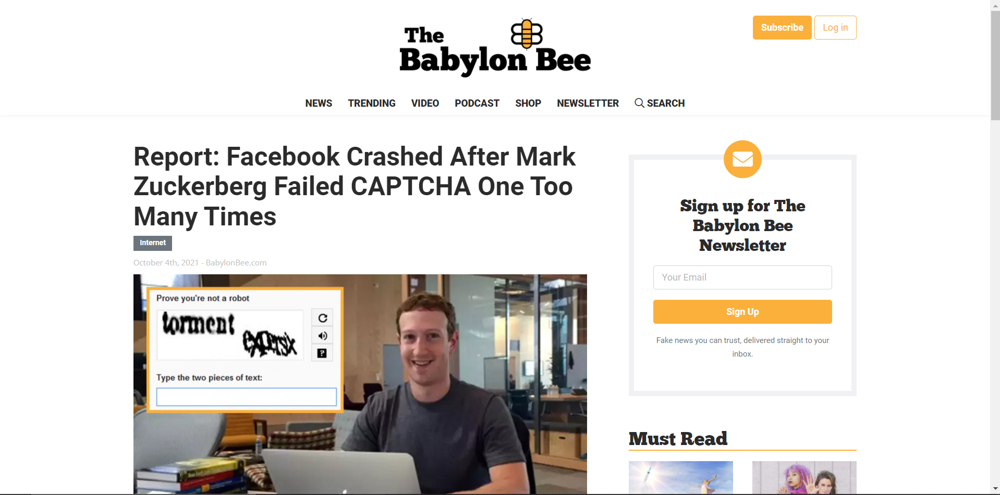 The
Babylon Bee
Subscribe
Log in
NEWS TRENDING VIDEO PODCAST SHOP NEWSLETTER SEARCH
Report: Facebook Crashed After Mark
Zuckerberg Failed CAPTCHA One Too
Many Times
Internet
October 4th, 2021 - BabylonBee.com
Prove you're not a robot
torment
Type the two pieces of text:
Sign up for The
Babylon Bee
Newsletter
Your Email
Sign Up
Fake news you can trust, delivered straight to your
inbox.
Must Read